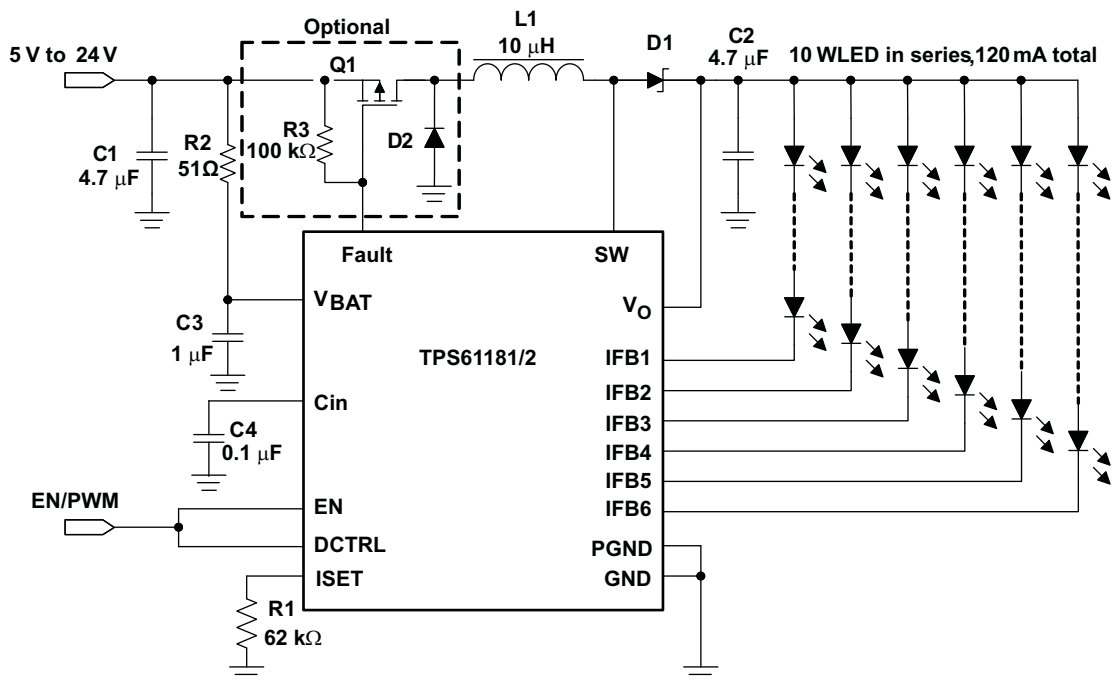 Optional
L1
10 μH
5 V to 24 V
Q1
D1
C2
4.7 μF
10 WLED in series,120 mA total
R2
51Ω
R3
100 kΩ
D2
C1
4.7 μF
Fault
SW
VBAT
VO
C3
1 μF
TPS61181/2
IFB1
IFB2
Cin
IFB3
C4
0.1 μF
IFB4
IFB5
EN/PWM
EN
IFB6
DCTRL
PGND
ISET
GND
R1
62 kΩ